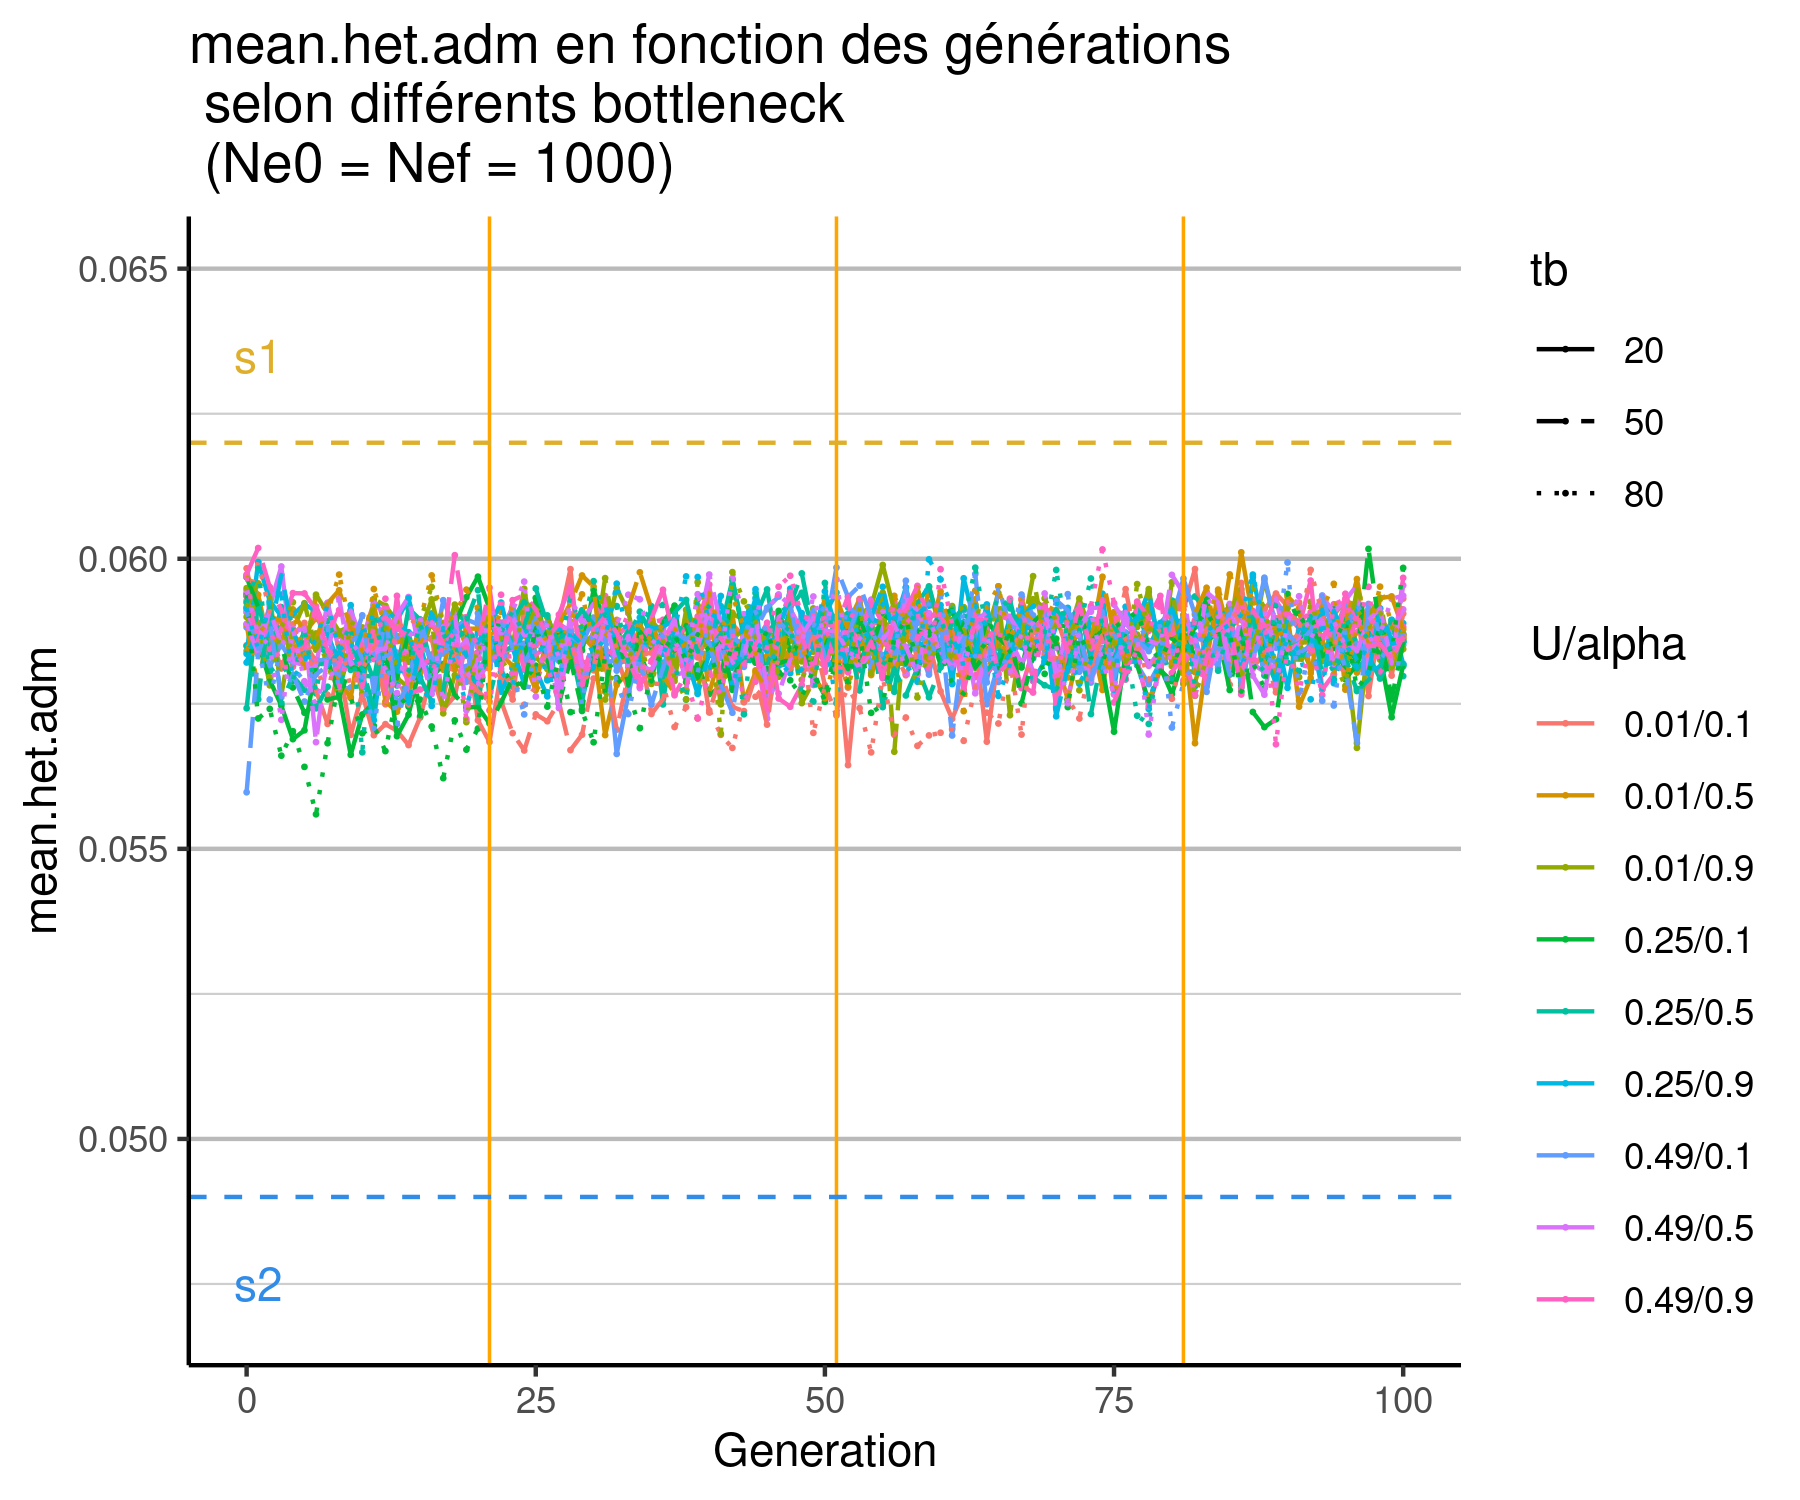 mean.het.adm en fonction des générations
selon différents bottleneck
(Ne0 = Nef = 1000)
mean.het.adm
0.065
0.060
0.055
0.050
s1
s2
0
25
50
75
100
Generation
tb
20
50
80
U/alpha
0.01/0.1
0.01/0.5
0.01/0.9
0.25/0.1
0.25/0.5
0.25/0.9
0.49/0.1
0.49/0.5
0.49/0.9